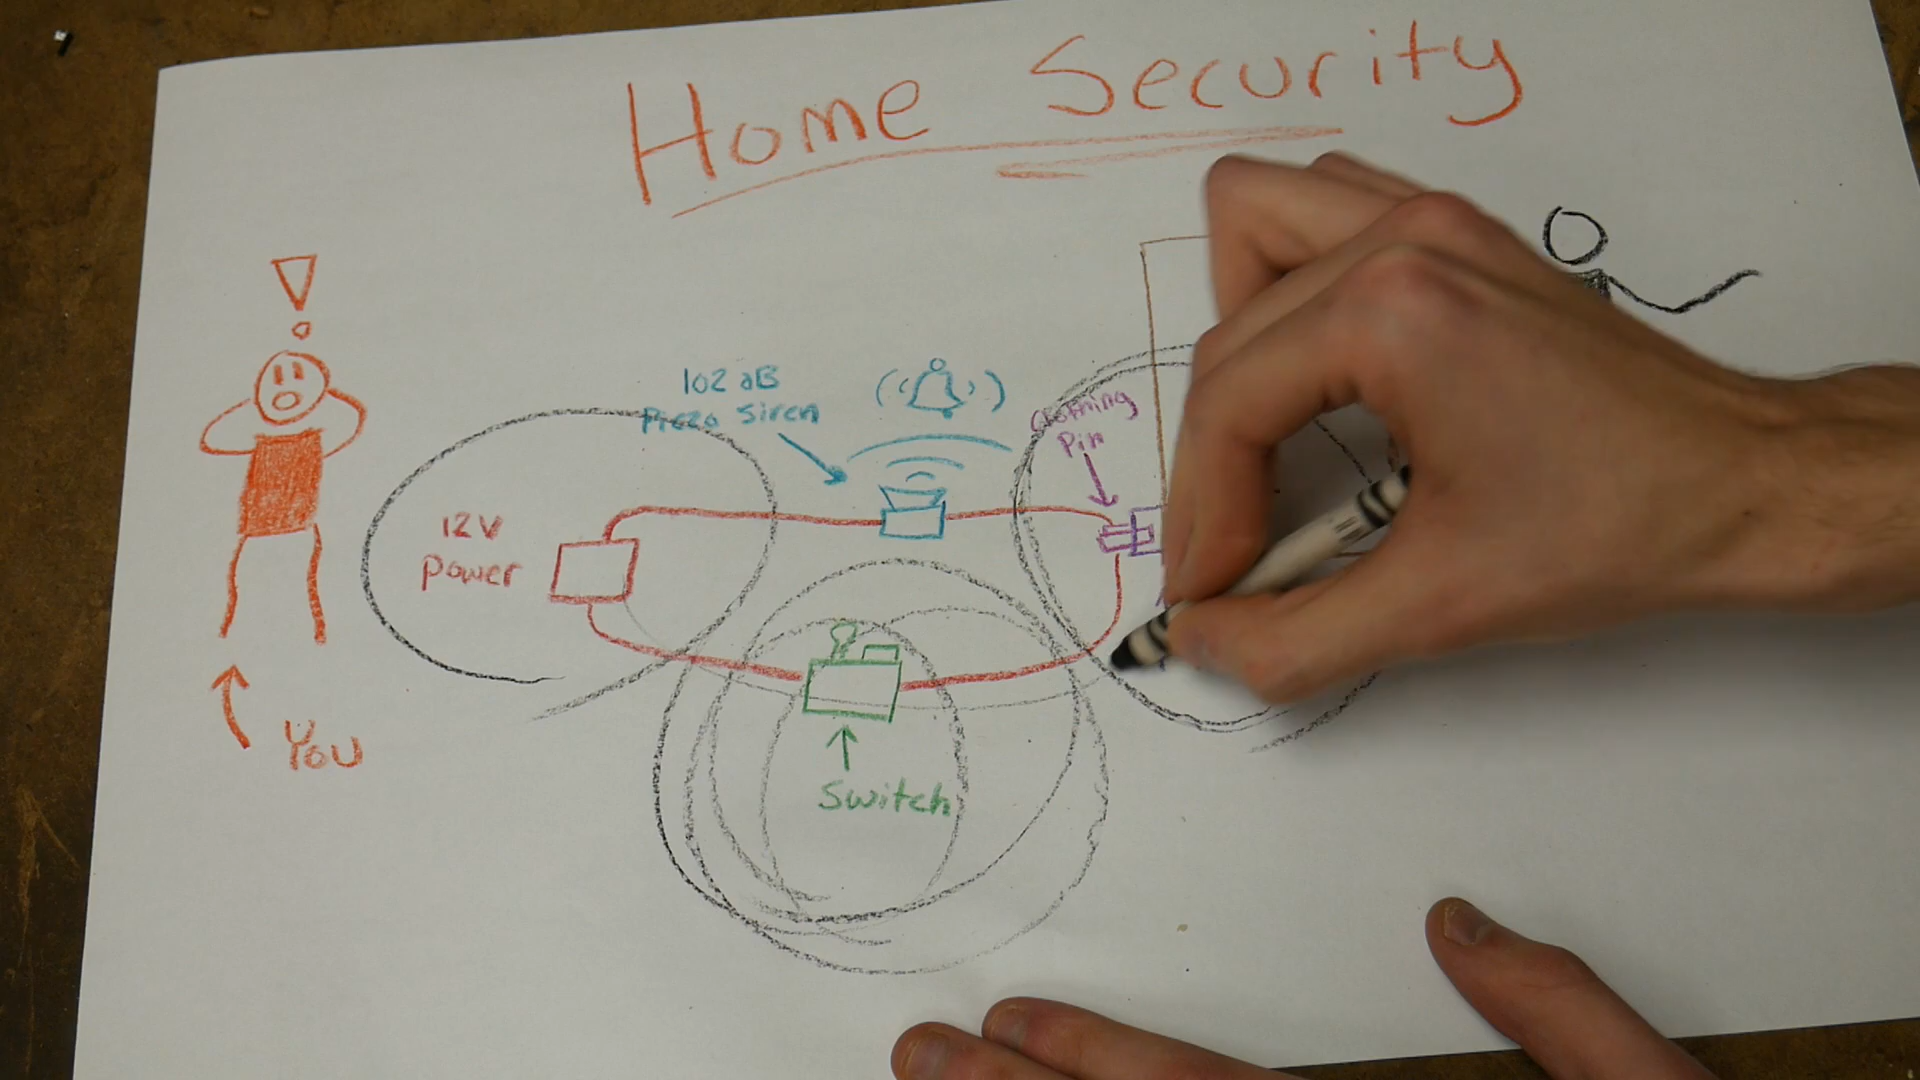 Home Security
102 dB
Piezo Siren
Clothing
Pin
12V
Power
Switch
You